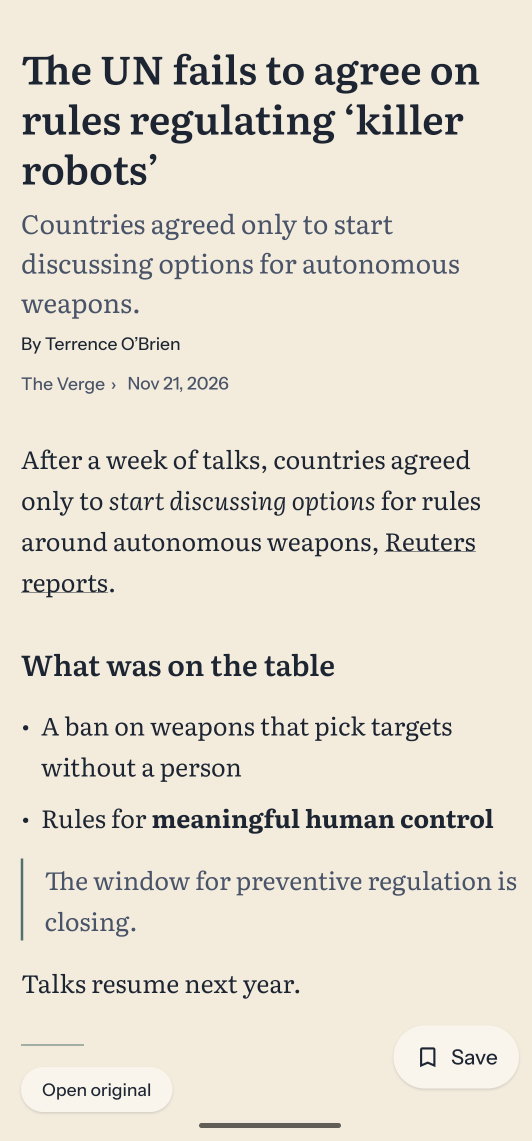 The UN fails to agree on
rules regulating ‘killer
robots’
Countries agreed only to start
discussing options for autonomous
weapons.
By Terrence O’Brien
The Verge › Nov 21, 2026
After a week of talks, countries agreed
only to start discussing options for rules
around autonomous weapons, Reuters
reports.
What was on the table
• A ban on weapons that pick targets
without a person
• Rules for meaningful human control
The window for preventive regulation is
closing.
Talks resume next year.
Save
Open original